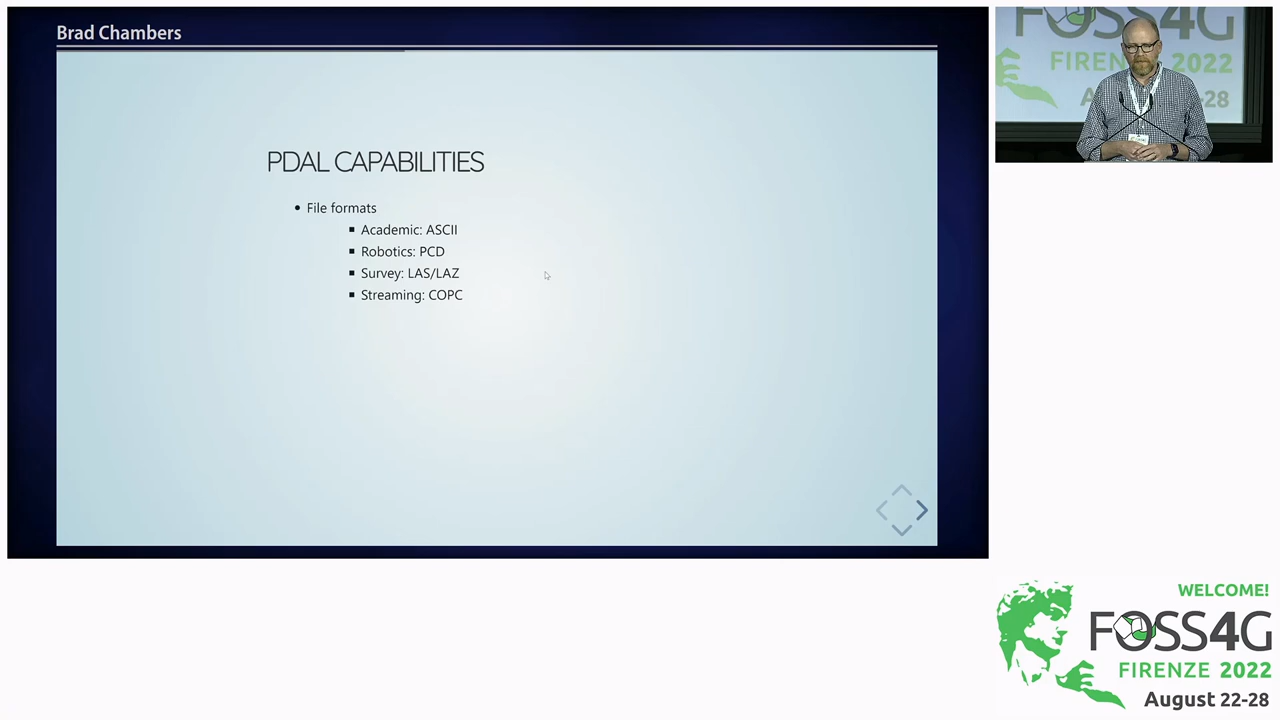 Brad Chambers
PDAL CAPABILITIES
• File formats
▪ Academic: ASCII
▪ Robotics: PCD
▪ Survey: LAS/LAZ
▪ Streaming: COPC
FOSS4G
FIRENZE 2022
A 28
WELCOME!
FOSS4G
FIRENZE 2022
August 22-28